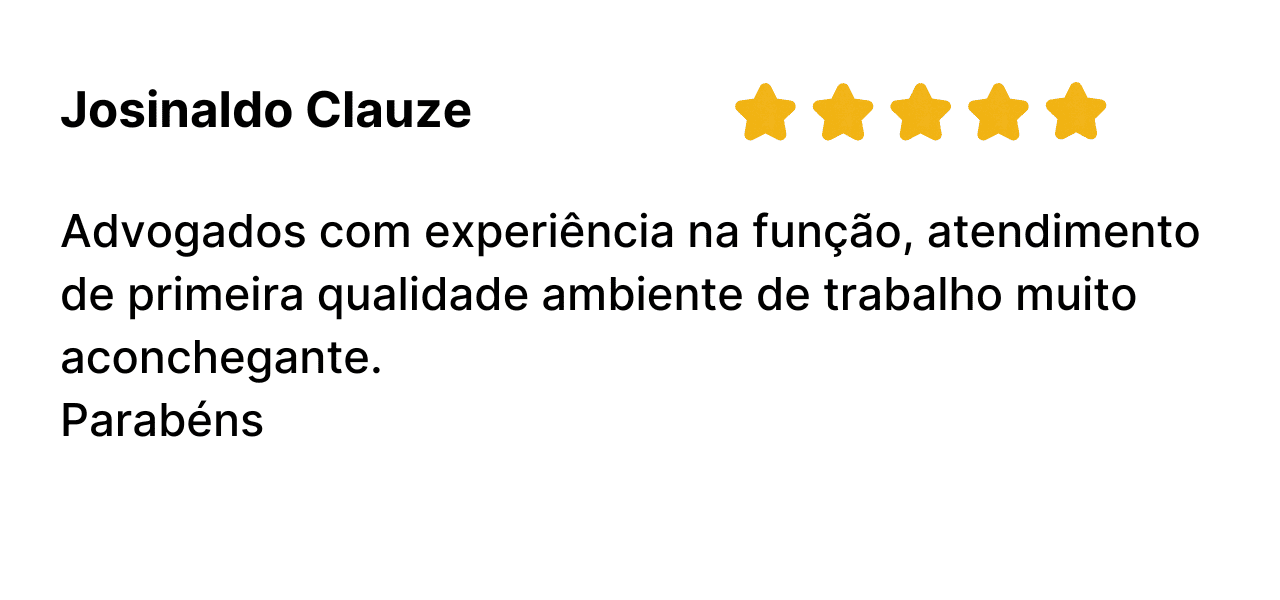 Josinaldo Clauze
Advogados com experiência na função, atendimento
de primeira qualidade ambiente de trabalho muito
aconchegante.
Parabéns